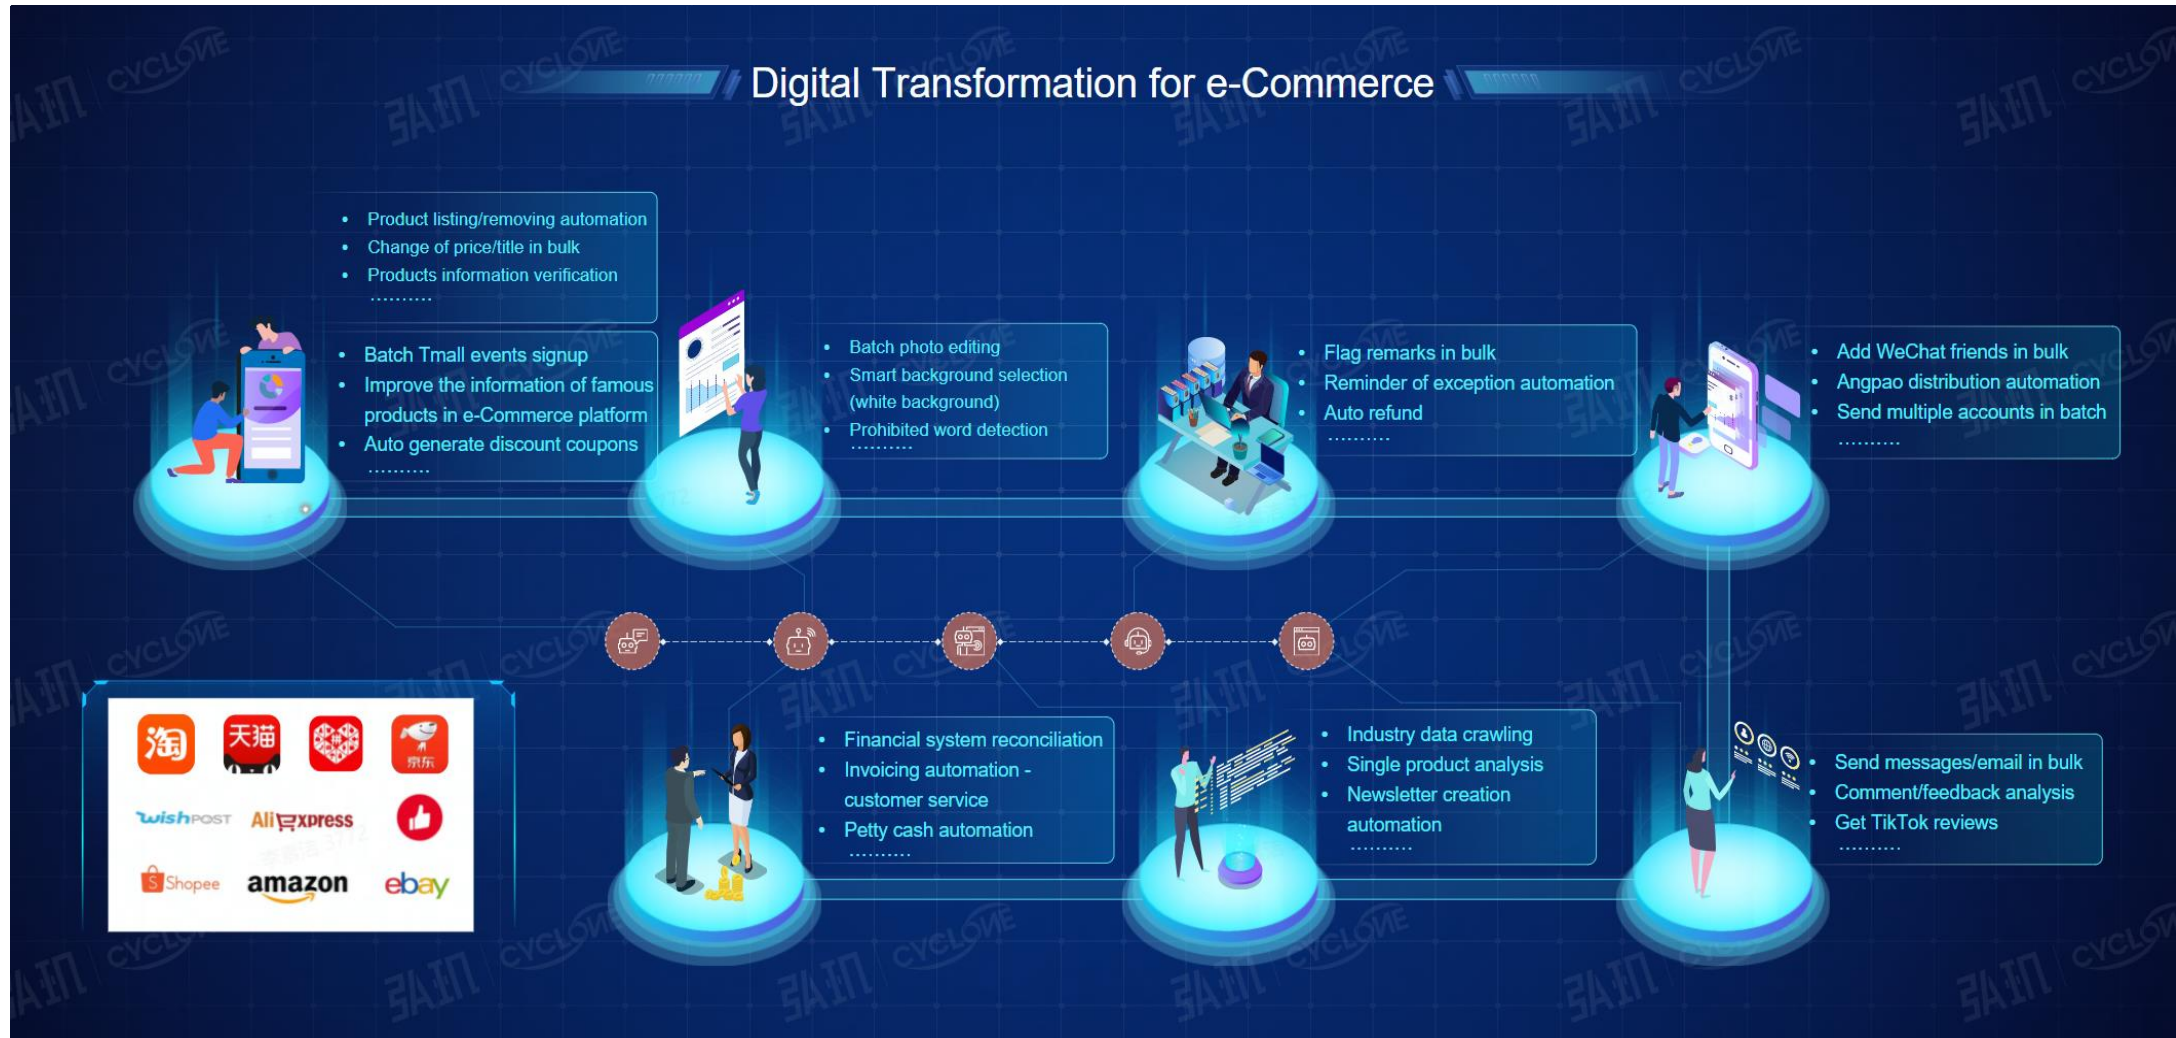 Digital Transformation for e-Commerce
• Product listing/removing automation
• Change of price/title in bulk
• Products information verification
..........
• Batch Tmall events signup
• Improve the information of famous
products in e-Commerce platform
• Auto generate discount coupons
..........
• Batch photo editing
• Smart background selection
(white background)
• Prohibited word detection
..........
• Flag remarks in bulk
• Reminder of exception automation
• Auto refund
..........
• Add WeChat friends in bulk
• Angpao distribution automation
• Send multiple accounts in batch
..........
淘
天猫
拼
京东
wishPOST
AliExpress
Shopee
amazon
ebay
• Financial system reconciliation
• Invoicing automation -
customer service
• Petty cash automation
..........
• Industry data crawling
• Single product analysis
• Newsletter creation
automation
..........
• Send messages/email in bulk
• Comment/feedback analysis
• Get TikTok reviews
..........
CYCLONE